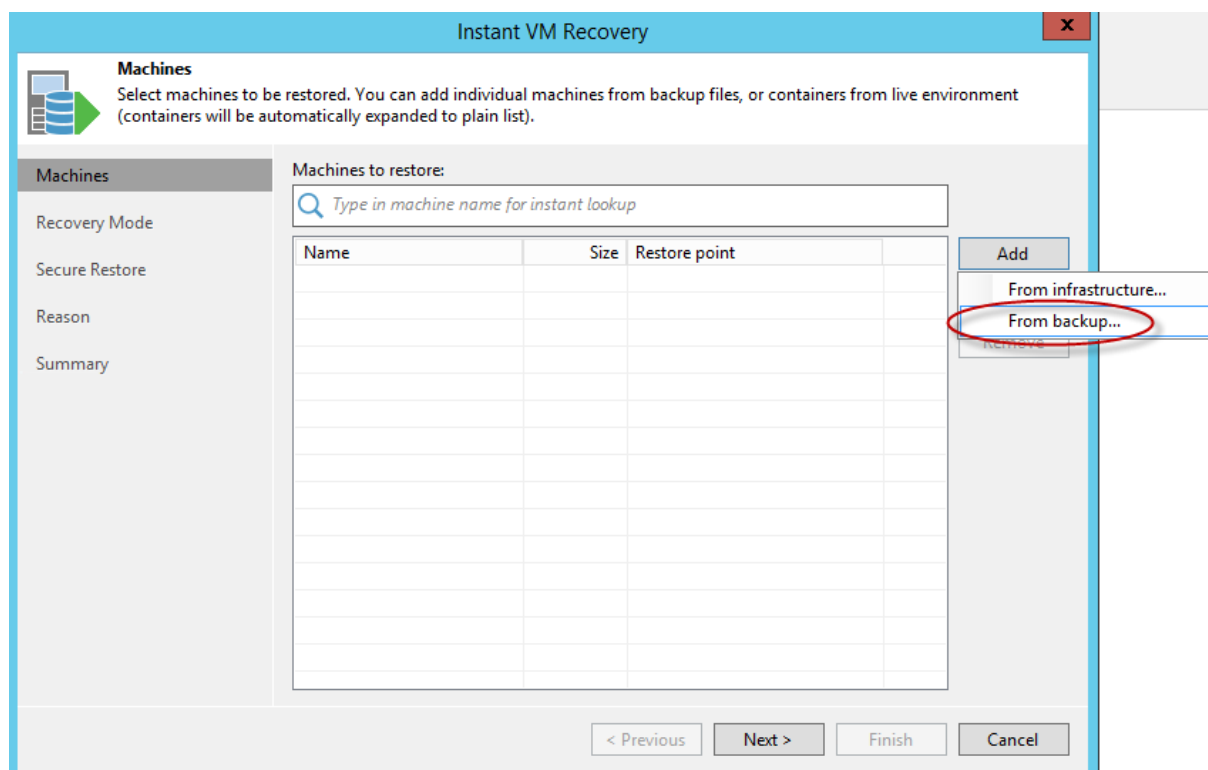 Instant VM Recovery
x
Machines
Select machines to be restored. You can add individual machines from backup files, or containers from live environment
(containers will be automatically expanded to plain list).
Machines
Recovery Mode
Secure Restore
Reason
Summary
Machines to restore:
Type in machine name for instant lookup
Name Size Restore point
Add
From infrastructure...
From backup...
Remove
< Previous Next > Finish Cancel